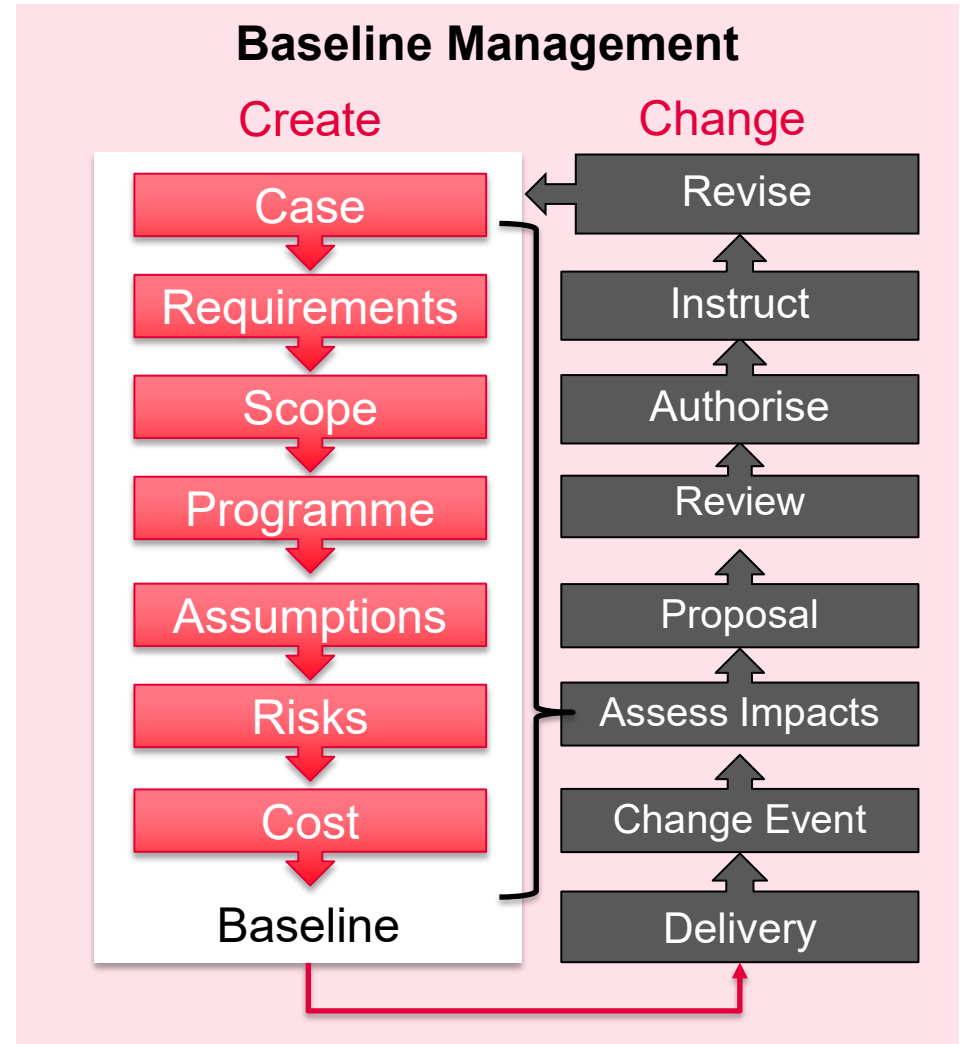 Baseline Management
Create
Case
Requirements
Scope
Programme
Assumptions
Risks
Cost
Baseline
Change
Revise
Instruct
Authorise
Review
Proposal
Assess Impacts
Change Event
Delivery